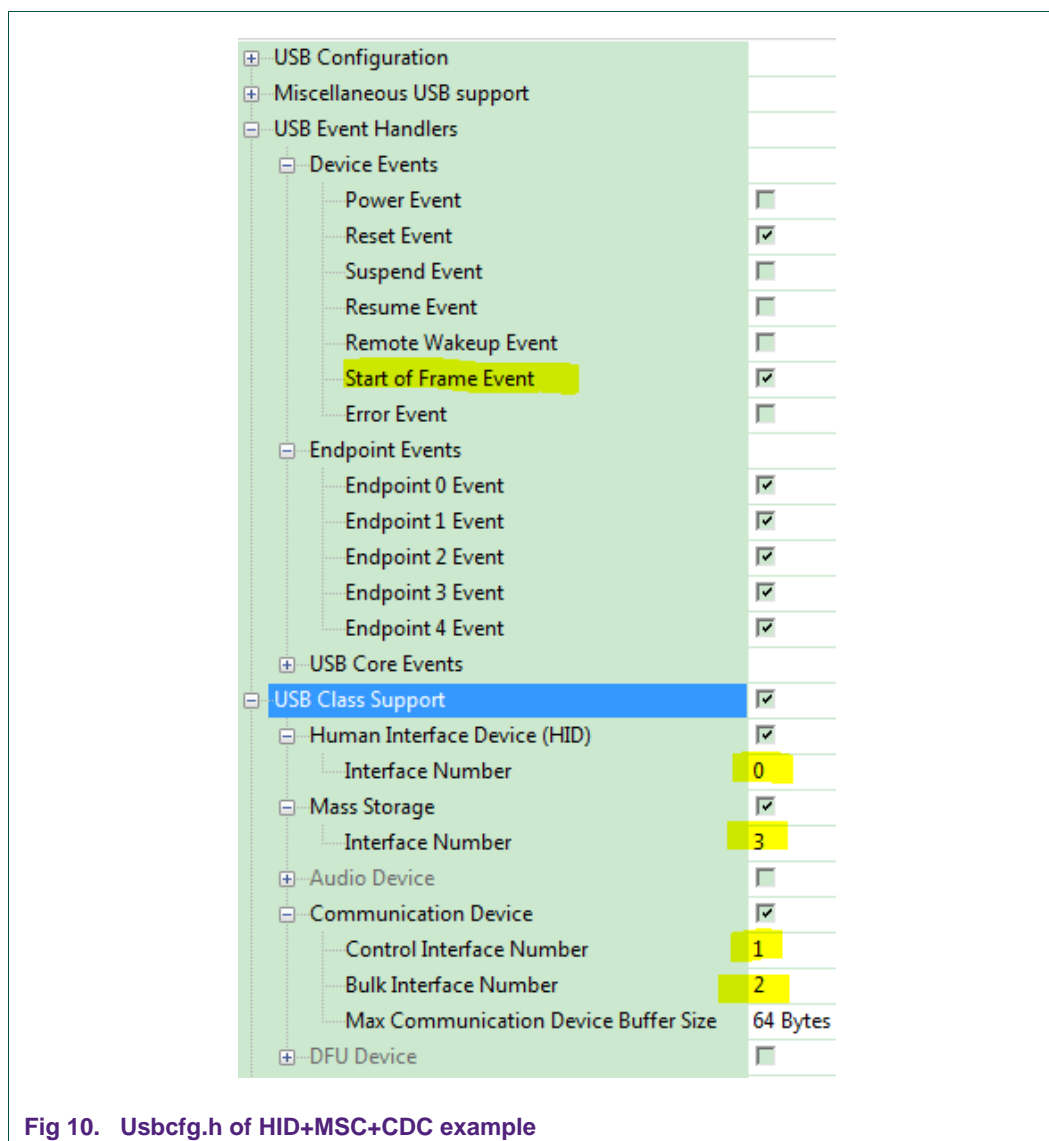 USB Configuration
Miscellaneous USB support
USB Event Handlers
Device Events
Power Event
Reset Event
Suspend Event
Resume Event
Remote Wakeup Event
Start of Frame Event
Error Event
Endpoint Events
Endpoint 0 Event
Endpoint 1 Event
Endpoint 2 Event
Endpoint 3 Event
Endpoint 4 Event
USB Core Events
USB Class Support
Human Interface Device (HID)
Interface Number 0
Mass Storage
Interface Number 3
Audio Device
Communication Device
Control Interface Number 1
Bulk Interface Number 2
Max Communication Device Buffer Size 64 Bytes
DFU Device
Fig 10. Usbcfg.h of HID+MSC+CDC example